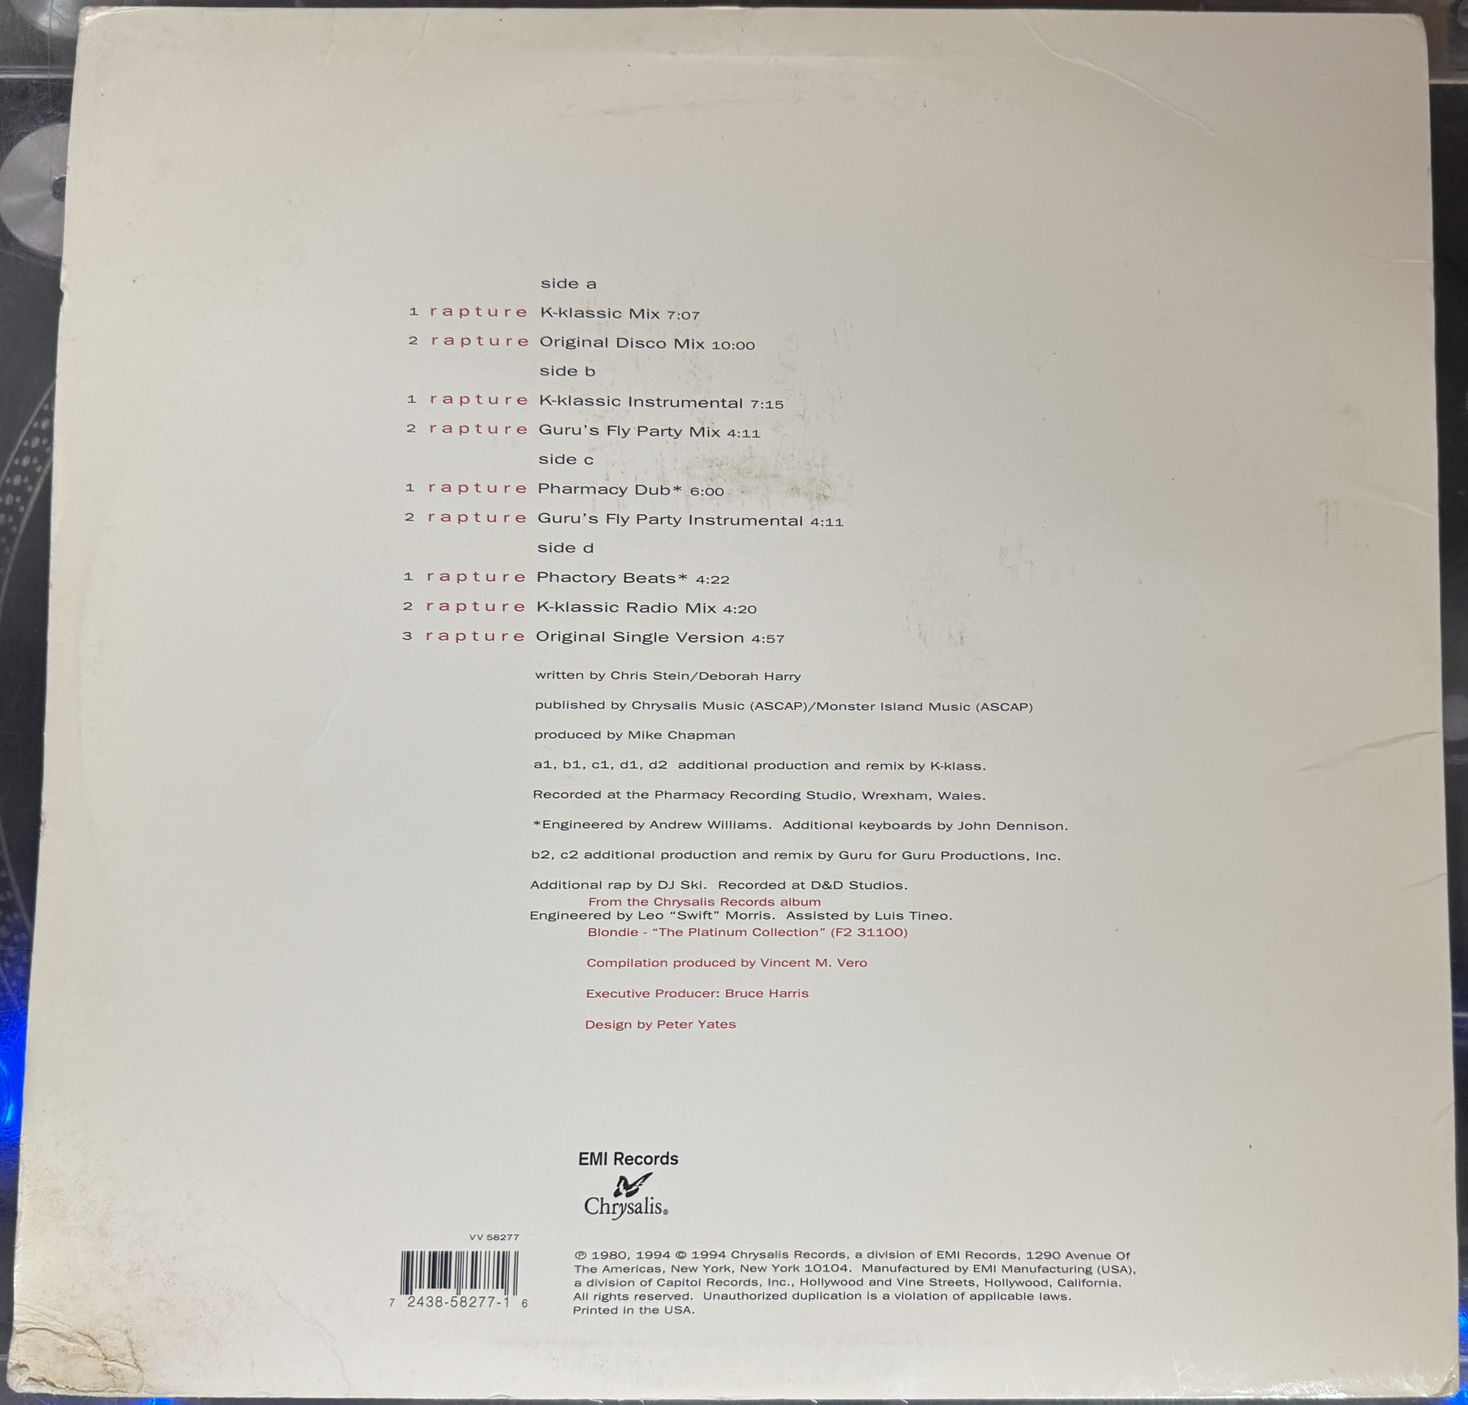 side a
1 rapture K-klassic Mix 7:07
2 rapture Original Disco Mix 10:00
side b
1 rapture K-klassic Instrumental 7:15
2 rapture Guru's Fly Party Mix 4:11
side c
1 rapture Pharmacy Dub* 6:00
2 rapture Guru's Fly Party Instrumental 4:11
side d
1 rapture Phactory Beats* 4:22
2 rapture K-klassic Radio Mix 4:20
3 rapture Original Single Version 4:57
written by Chris Stein/Deborah Harry
published by Chrysalis Music (ASCAP)/Monster Island Music (ASCAP)
produced by Mike Chapman
a1, b1, c1, d1, d2 additional production and remix by K-klass.
Recorded at the Pharmacy Recording Studio, Wrexham, Wales.
*Engineered by Andrew Williams. Additional keyboards by John Dennison.
b2, c2 additional production and remix by Guru for Guru Productions, Inc.
Additional rap by DJ Ski. Recorded at D&D Studios.
From the Chrysalis Records album
Engineered by Leo “Swift” Morris. Assisted by Luis Tineo.
Blondie - “The Platinum Collection” (F2 31100)
Compilation produced by Vincent M. Vero
Executive Producer: Bruce Harris
Design by Peter Yates
EMI Records
Chrysalis®
VV 58277
7 2438-58277-1 6
℗ 1980, 1994 © 1994 Chrysalis Records, a division of EMI Records, 1290 Avenue Of
The Americas, New York, New York 10104. Manufactured by EMI Manufacturing (USA),
a division of Capitol Records, Inc., Hollywood and Vine Streets, Hollywood, California.
All rights reserved. Unauthorized duplication is a violation of applicable laws.
Printed in the USA.